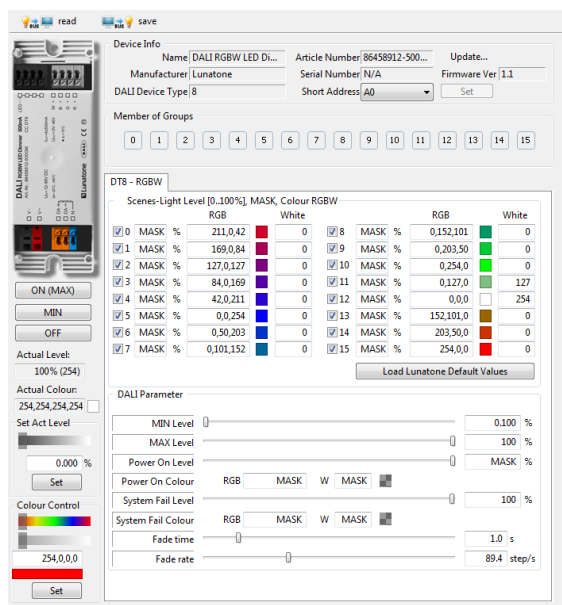 read save
Device Info
Name DALI RGBW LED Di... Article Number 86458912-500... Update...
Manufacturer Lunatone Serial Number N/A Firmware Ver 1.1
DALI Device Type 8 Short Address A0 Set
Member of Groups
0 1 2 3 4 5 6 7 8 9 10 11 12 13 14 15
DT8 - RGBW
Scenes-Light Level [0..100%], MASK, Colour RGBW
RGB White RGB White
0 MASK % 211,0,42 0 8 MASK % 0,152,101 0
1 MASK % 169,0,84 0 9 MASK % 0,203,50 0
2 MASK % 127,0,127 0 10 MASK % 0,254,0 0
3 MASK % 84,0,169 0 11 MASK % 0,127,0 127
4 MASK % 42,0,211 0 12 MASK % 0,0,0 254
5 MASK % 0,0,254 0 13 MASK % 152,101,0 0
6 MASK % 0,50,203 0 14 MASK % 203,50,0 0
7 MASK % 0,101,152 0 15 MASK % 254,0,0 0
Load Lunatone Default Values
DALI Parameter
MIN Level 0.100 %
MAX Level 100 %
Power On Level MASK %
Power On Colour RGB MASK W MASK
System Fail Level 100 %
System Fail Colour RGB MASK W MASK
Fade time 1.0 s
Fade rate 89.4 step/s
DALI RGBW LED Dimmer
Lunatone
ON (MAX)
MIN
OFF
Actual Level:
100% (254)
Actual Colour:
254,254,254,254
Set Act Level
0.000 %
Set
Colour Control
254,0,0,0
Set